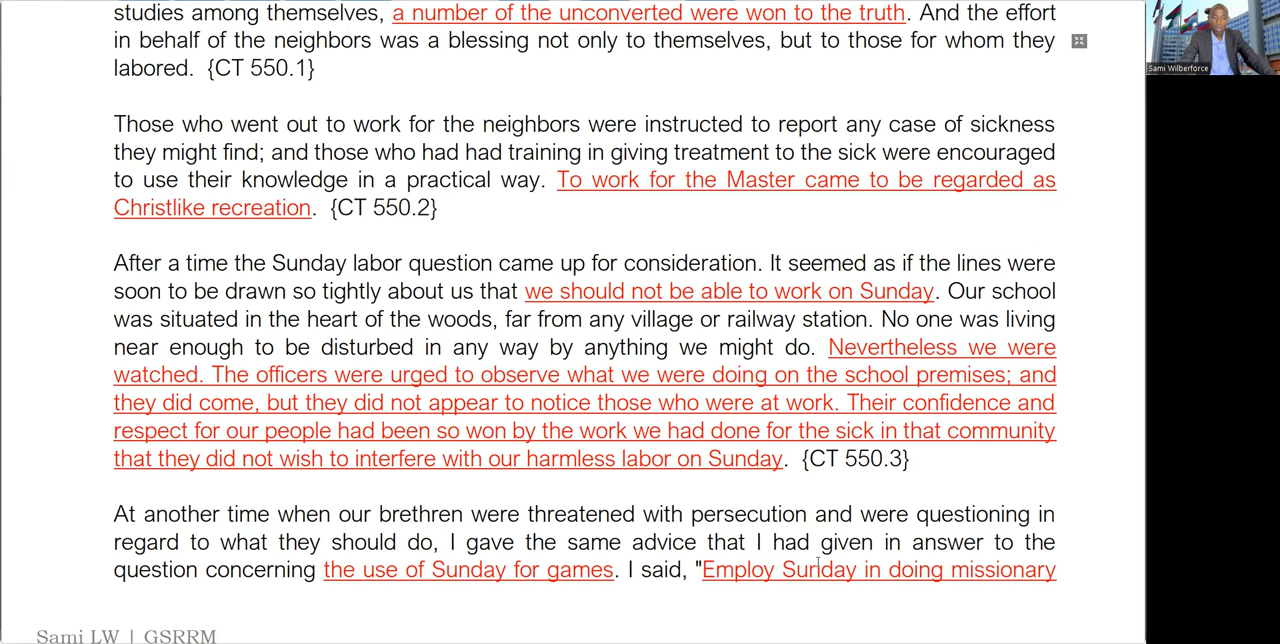 studies among themselves, a number of the unconverted were won to the truth. And the effort
in behalf of the neighbors was a blessing not only to themselves, but to those for whom they
labored. {CT 550.1}
Those who went out to work for the neighbors were instructed to report any case of sickness
they might find; and those who had had training in giving treatment to the sick were encouraged
to use their knowledge in a practical way. To work for the Master came to be regarded as
Christlike recreation. {CT 550.2}
After a time the Sunday labor question came up for consideration. It seemed as if the lines were
soon to be drawn so tightly about us that we should not be able to work on Sunday. Our school
was situated in the heart of the woods, far from any village or railway station. No one was living
near enough to be disturbed in any way by anything we might do. Nevertheless we were
watched. The officers were urged to observe what we were doing on the school premises; and
they did come, but they did not appear to notice those who were at work. Their confidence and
respect for our people had been so won by the work we had done for the sick in that community
that they did not wish to interfere with our harmless labor on Sunday. {CT 550.3}
At another time when our brethren were threatened with persecution and were questioning in
regard to what they should do, I gave the same advice that I had given in answer to the
question concerning the use of Sunday for games. I said, "Employ Sunday in doing missionary
Sami LW | GSRRM
Sami Wilberforce